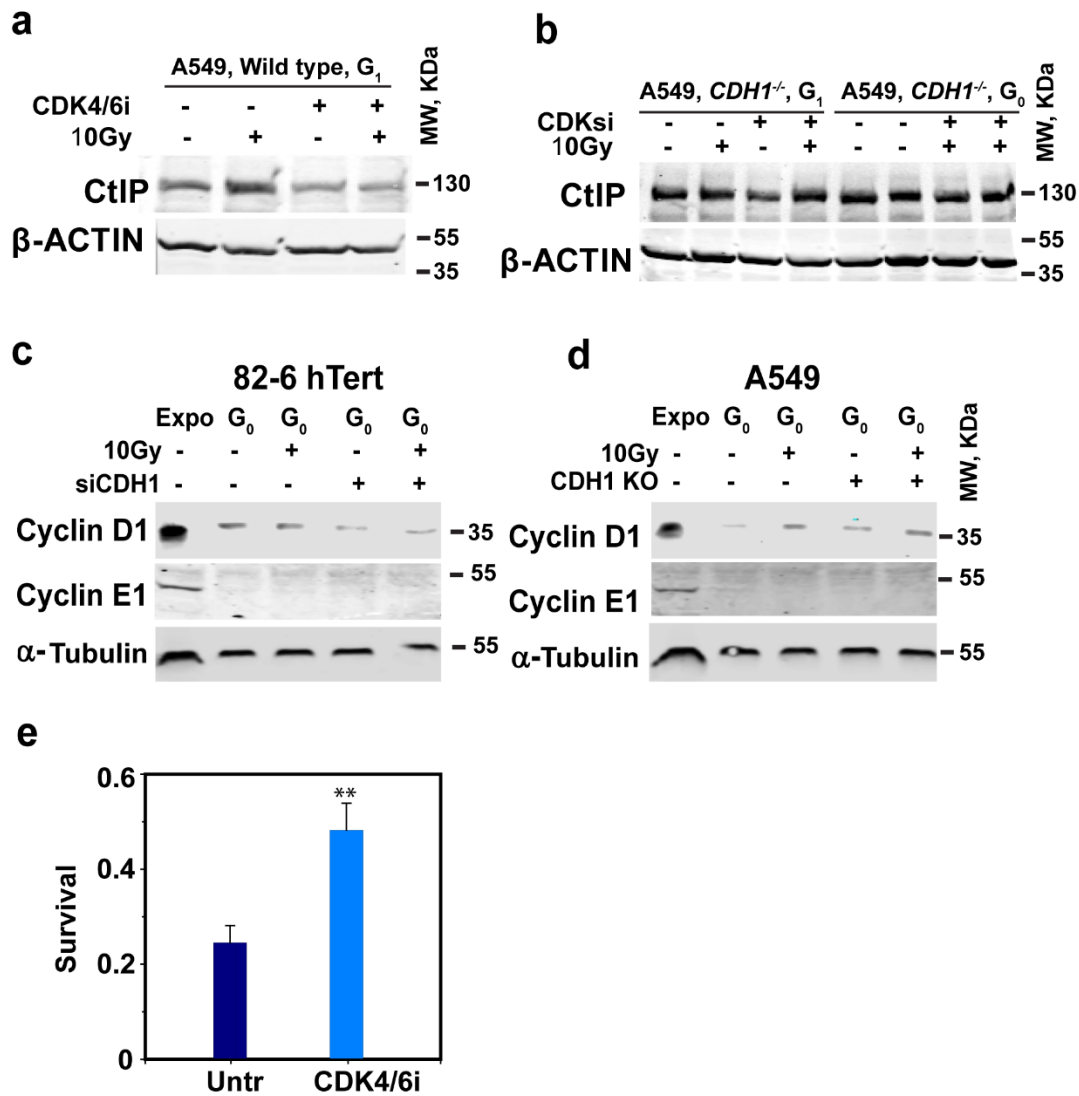 a
A549, Wild type, G1
CDK4/6i - - + +
10Gy - + - +
MW, KDa
CtIP
130
β-ACTIN
55
35
b
A549, CDH1-/-, G1 A549, CDH1-/-, G0
CDKsi - - + + - - + +
10Gy - + - + - - + +
MW, KDa
CtIP
130
β-ACTIN
55
35
c
82-6 hTert
Expo G0 G0 G0 G0
10Gy - - + - +
siCDH1 - - - + +
Cyclin D1
35
Cyclin E1
55
α-Tubulin
55
d
A549
Expo G0 G0 G0 G0
10Gy - - + - +
CDH1 KO - - - + +
MW, KDa
Cyclin D1
35
Cyclin E1
55
α-Tubulin
55
e
Survival
0.6
0.4
0.2
0
**
Untr CDK4/6i